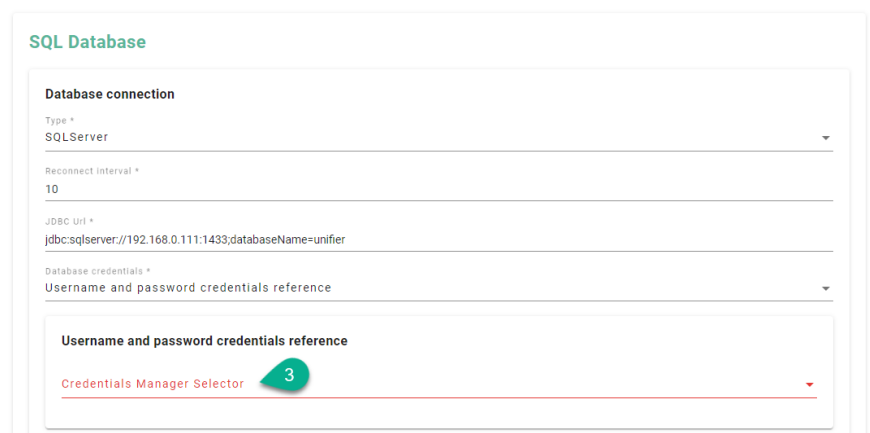 SQL Database
Database connection
Type *
SQLServer
Reconnect interval *
10
JDBC Url *
jdbc:sqlserver://192.168.0.111:1433;databaseName=unifier
Database credentials *
Username and password credentials reference
Username and password credentials reference
Credentials Manager Selector 3